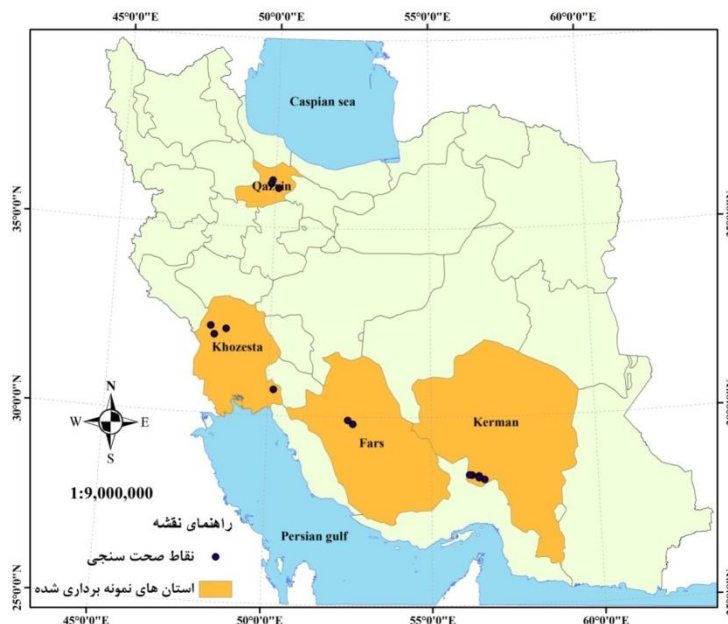 45°0'0"E
50°0'0"E
55°0'0"E
60°0'0"E
Caspian sea
Qazvin
35°0'0"N
Khozesta
30°0'0"N
N
W
E
S
Fars
Kerman
1:9,000,000
راهنمای نقشه
Persian gulf
نقاط صحت سنجی
استان های نمونه برداری شده
25°0'0"N
45°0'0"E
50°0'0"E
55°0'0"E
60°0'0"E